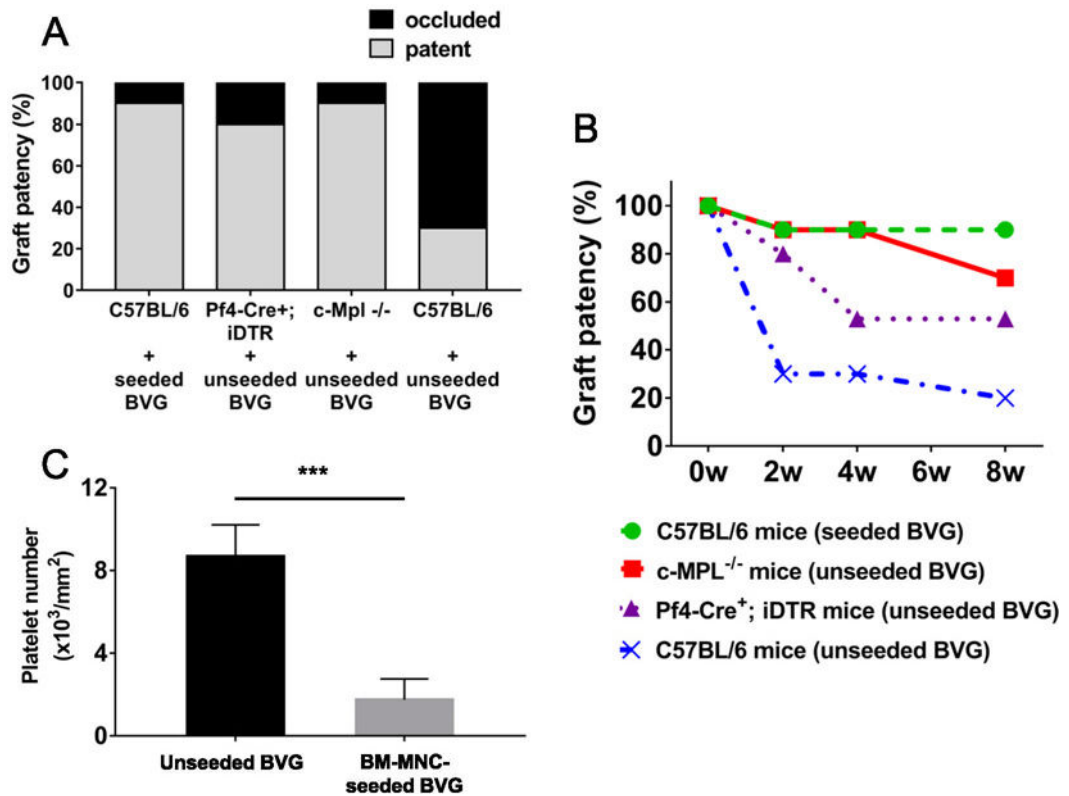 A
occluded
patent
Graft patency (%)
100
80
60
40
20
0
C57BL/6
+
seeded
BVG
Pf4-Cre+;
iDTR
+
unseeded
BVG
c-Mpl -/-
+
unseeded
BVG
C57BL/6
+
unseeded
BVG
B
Graft patency (%)
100
80
60
40
20
0
0w 2w 4w 6w 8w
C57BL/6 mice (seeded BVG)
c-MPL-/- mice (unseeded BVG)
Pf4-Cre+; iDTR mice (unseeded BVG)
C57BL/6 mice (unseeded BVG)
C
***
Platelet number
(x10³/mm²)
12
8
4
0
Unseeded BVG
BM-MNC-
seeded BVG